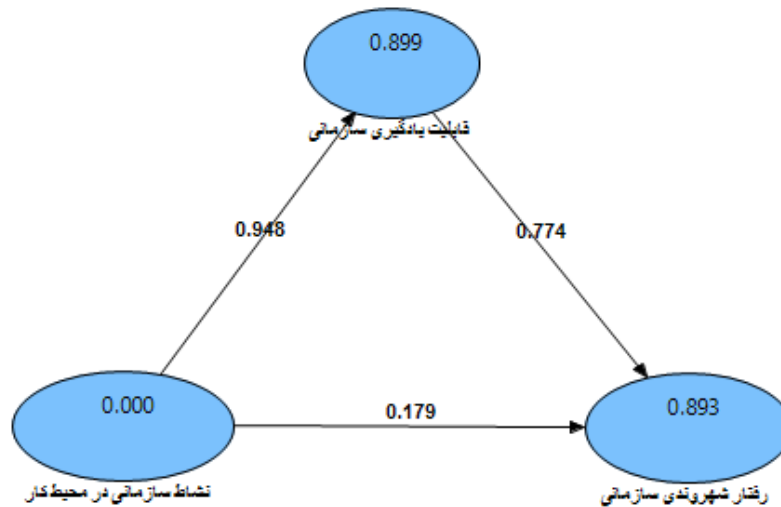 0.899
قابلیت یادگیری سازمانی
0.948
0.774
0.000
0.179
0.893
نشاط سازمانی در محیط کار
رفتار شهروندی سازمانی